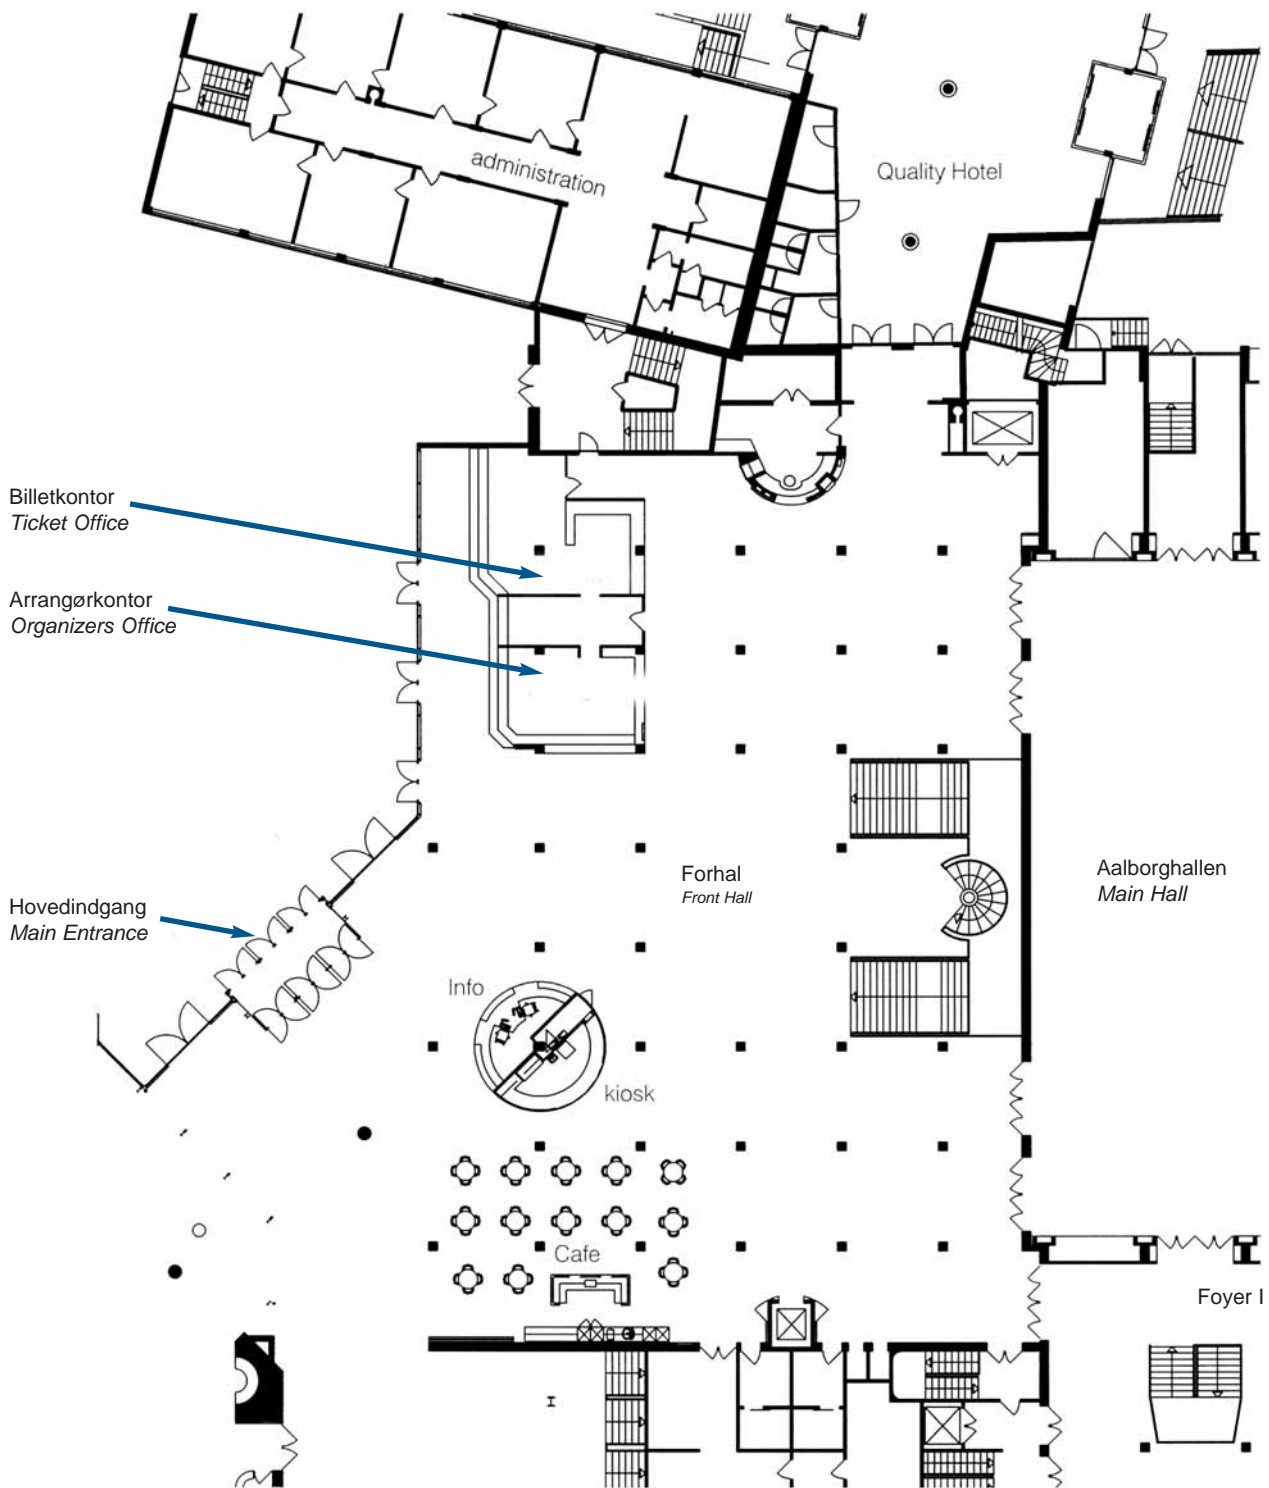 administration
Quality Hotel
Billetkontor
Ticket Office
Arrangørkontor
Organizers Office
Hovedindgang
Main Entrance
Forhal
Front Hall
Aalborghallen
Main Hall
Info
kiosk
Cafe
Foyer I